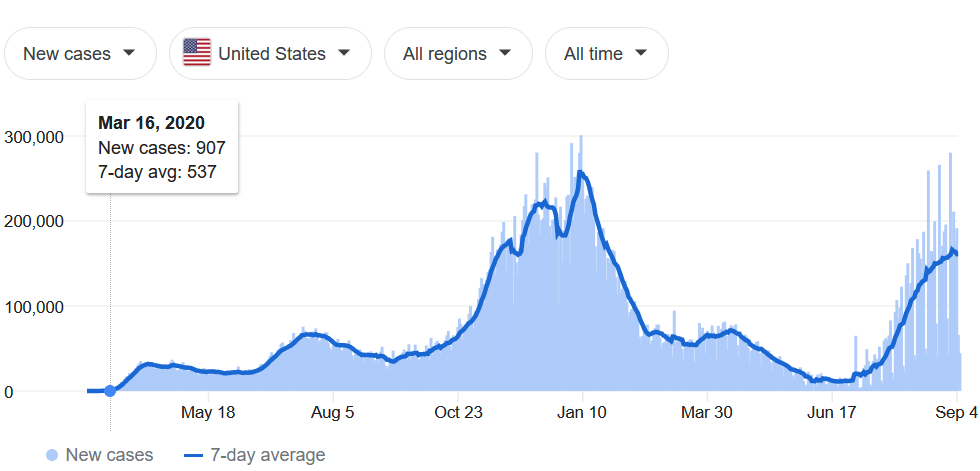 New cases United States All regions All time
Mar 16, 2020
New cases: 907
7-day avg: 537
300,000
200,000
100,000
0
May 18 Aug 5 Oct 23 Jan 10 Mar 30 Jun 17 Sep 4
New cases 7-day average